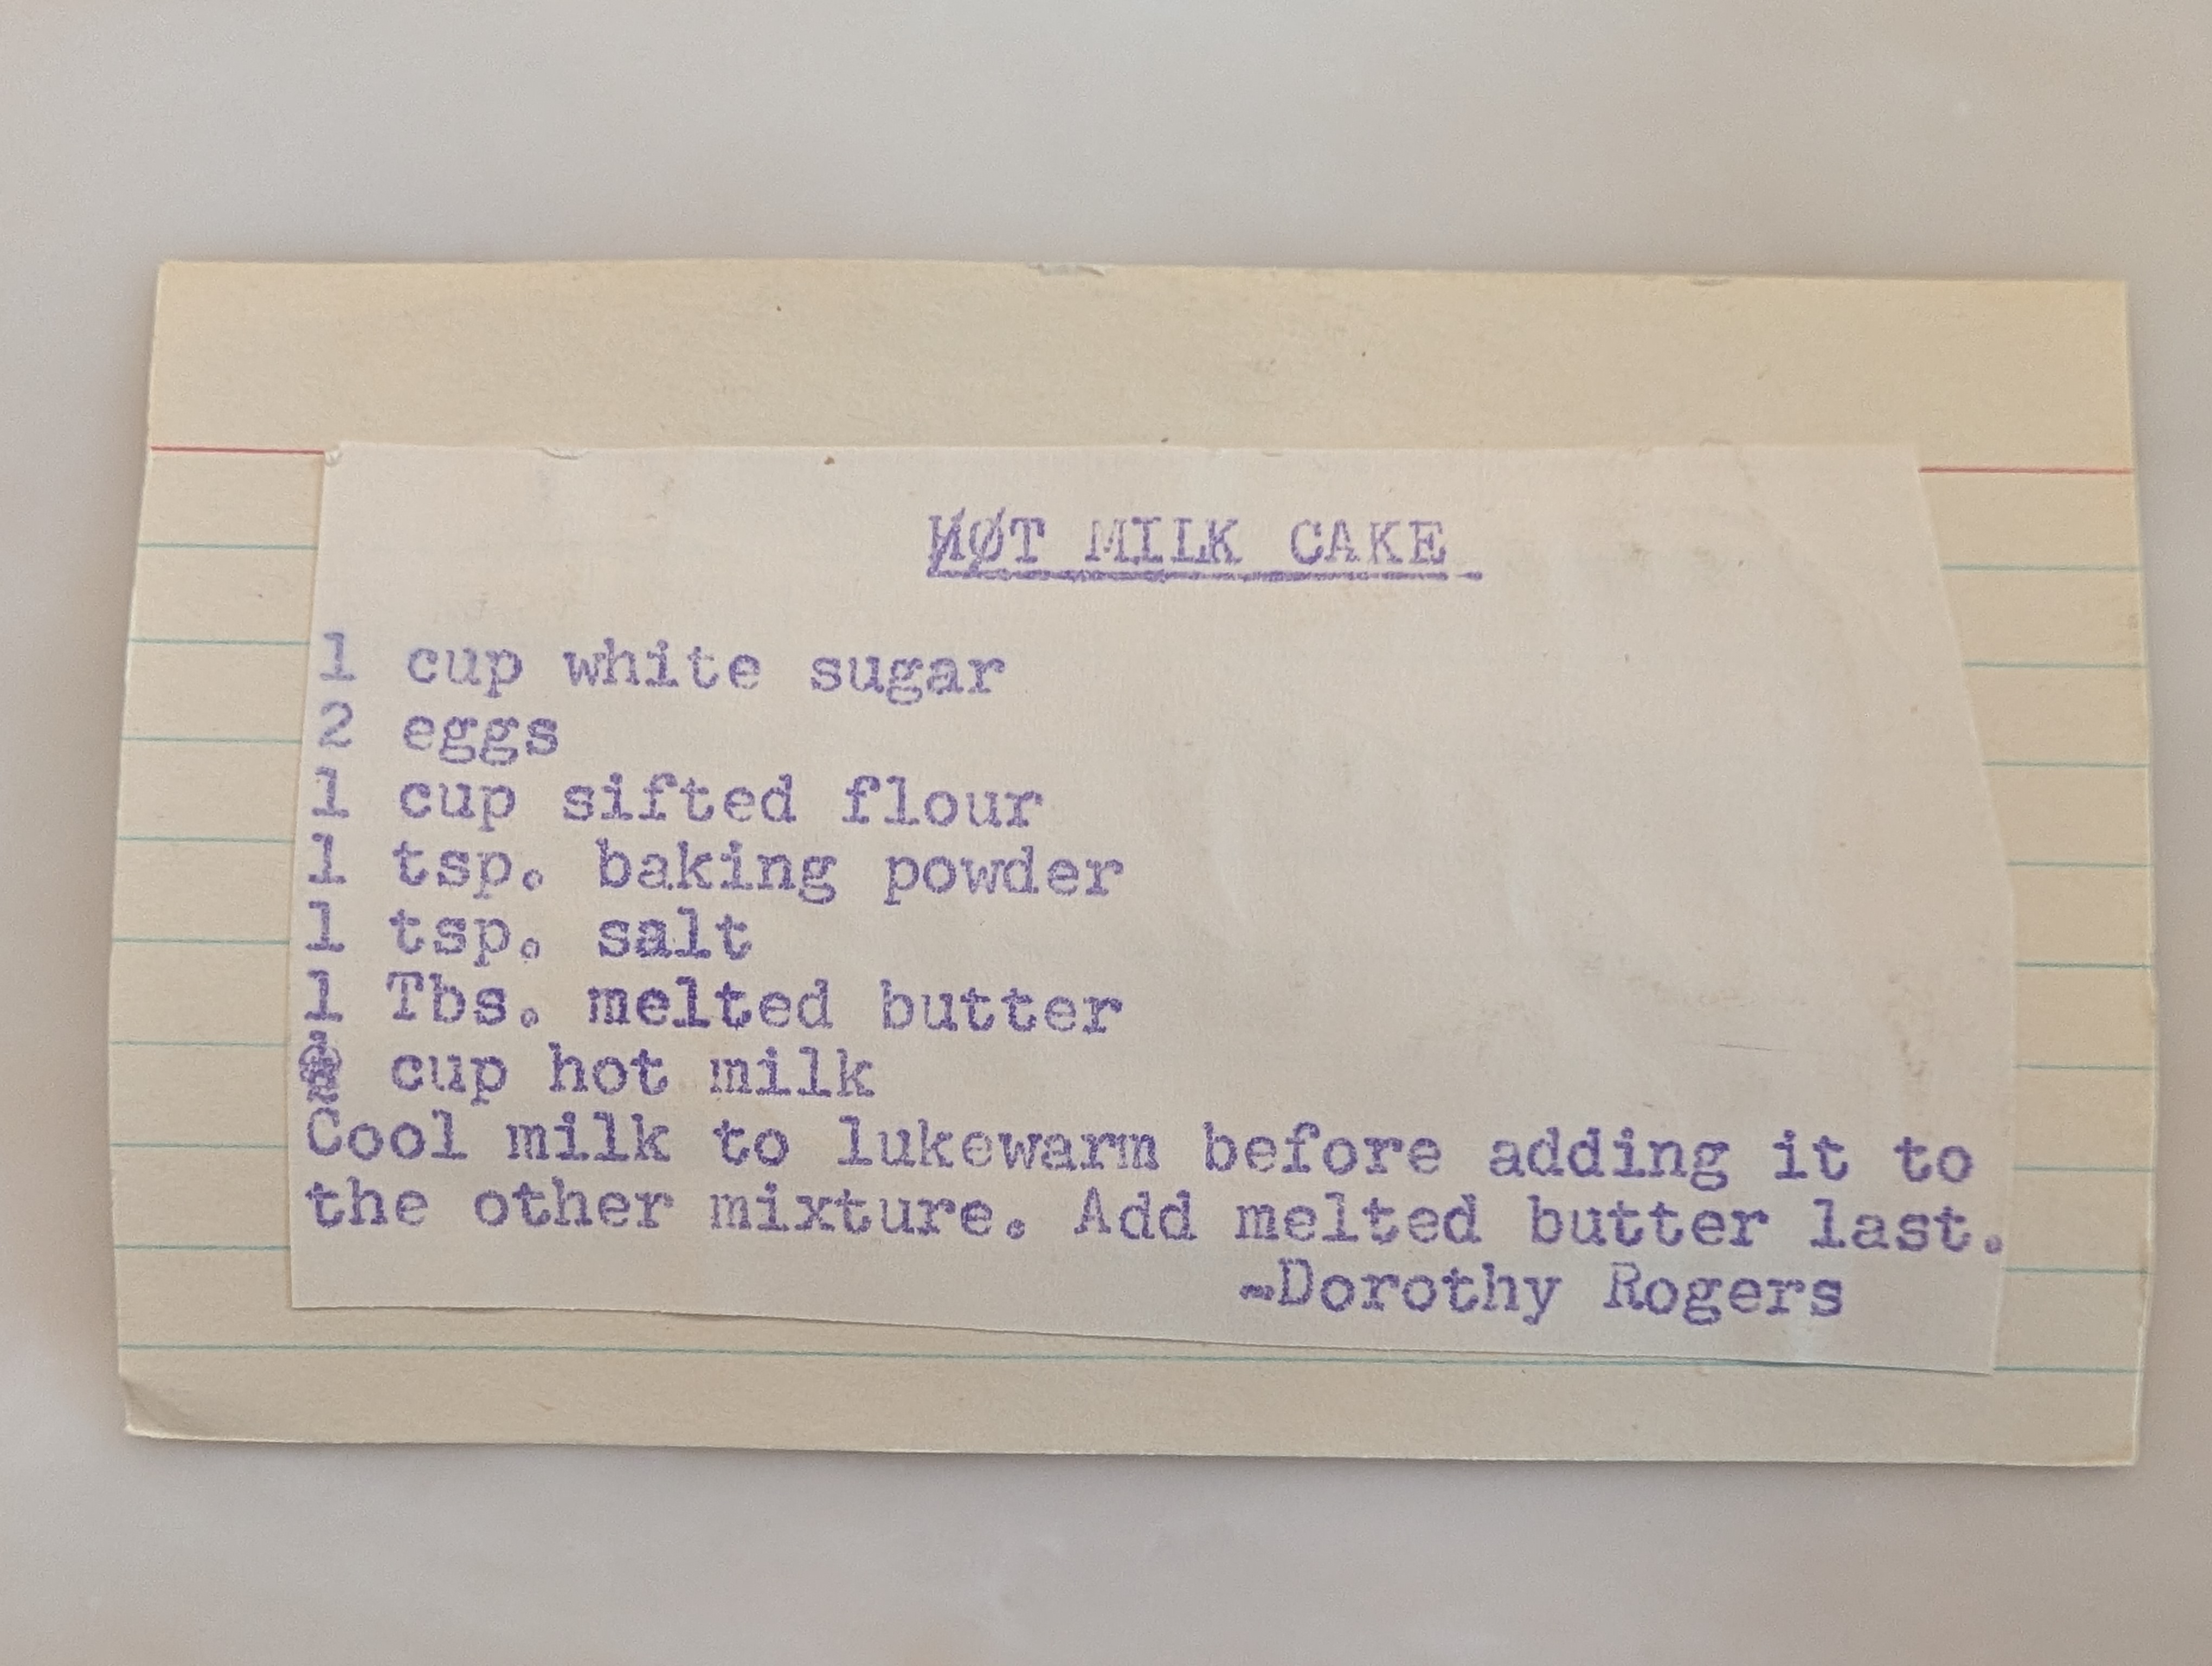 HOT MILK CAKE
1 cup white sugar
2 eggs
1 cup sifted flour
1 tsp. baking powder
1 tsp. salt
1 Tbs. melted butter
cup hot milk
Cool milk to lukewarm before adding it to
the other mixture. Add melted butter last.
-Dorothy Rogers